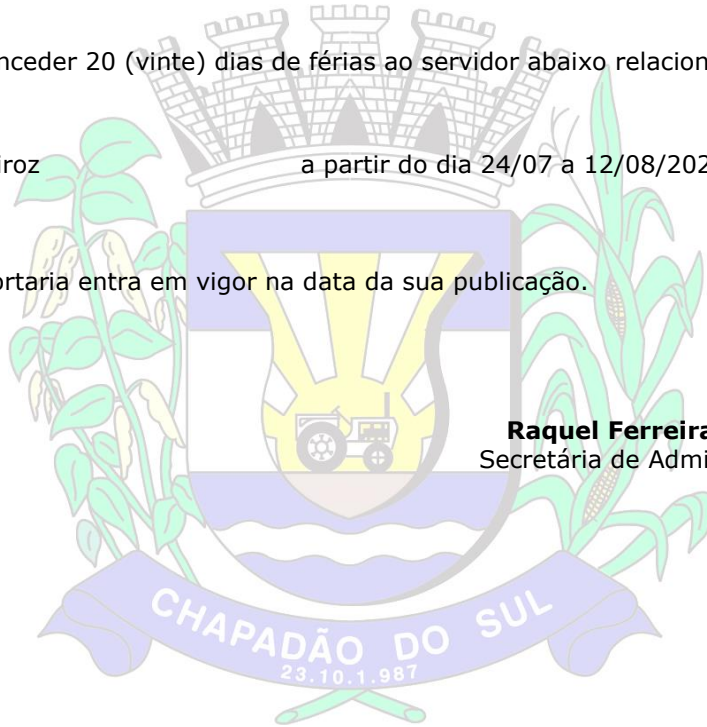 nceder 20 (vinte) dias de férias ao servidor abaixo relacion
iroz a partir do dia 24/07 a 12/08/202
ortaria entra em vigor na data da sua publicação.
Raquel Ferreira
Secretária de Admi
CHAPADÃO DO SUL
23.10.1.987